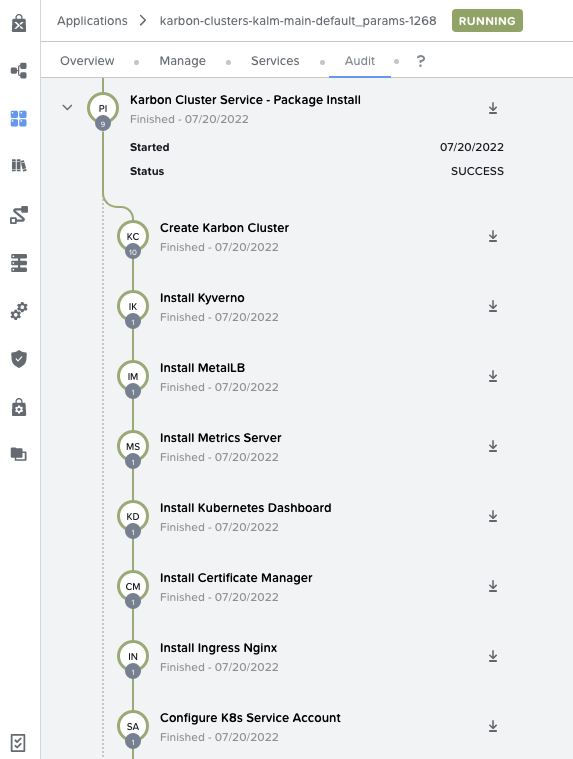 Applications > karbon-clusters-kalm-main-default_params-1268 RUNNING
Overview Manage Services Audit ?
PI 9 Karbon Cluster Service - Package Install
Finished - 07/20/2022
Started 07/20/2022
Status SUCCESS
KC 10 Create Karbon Cluster
Finished - 07/20/2022
IK 1 Install Kyverno
Finished - 07/20/2022
IM 1 Install MetalLB
Finished - 07/20/2022
MS 1 Install Metrics Server
Finished - 07/20/2022
KD 1 Install Kubernetes Dashboard
Finished - 07/20/2022
CM 1 Install Certificate Manager
Finished - 07/20/2022
IN 1 Install Ingress Nginx
Finished - 07/20/2022
SA 1 Configure K8s Service Account
Finished - 07/20/2022